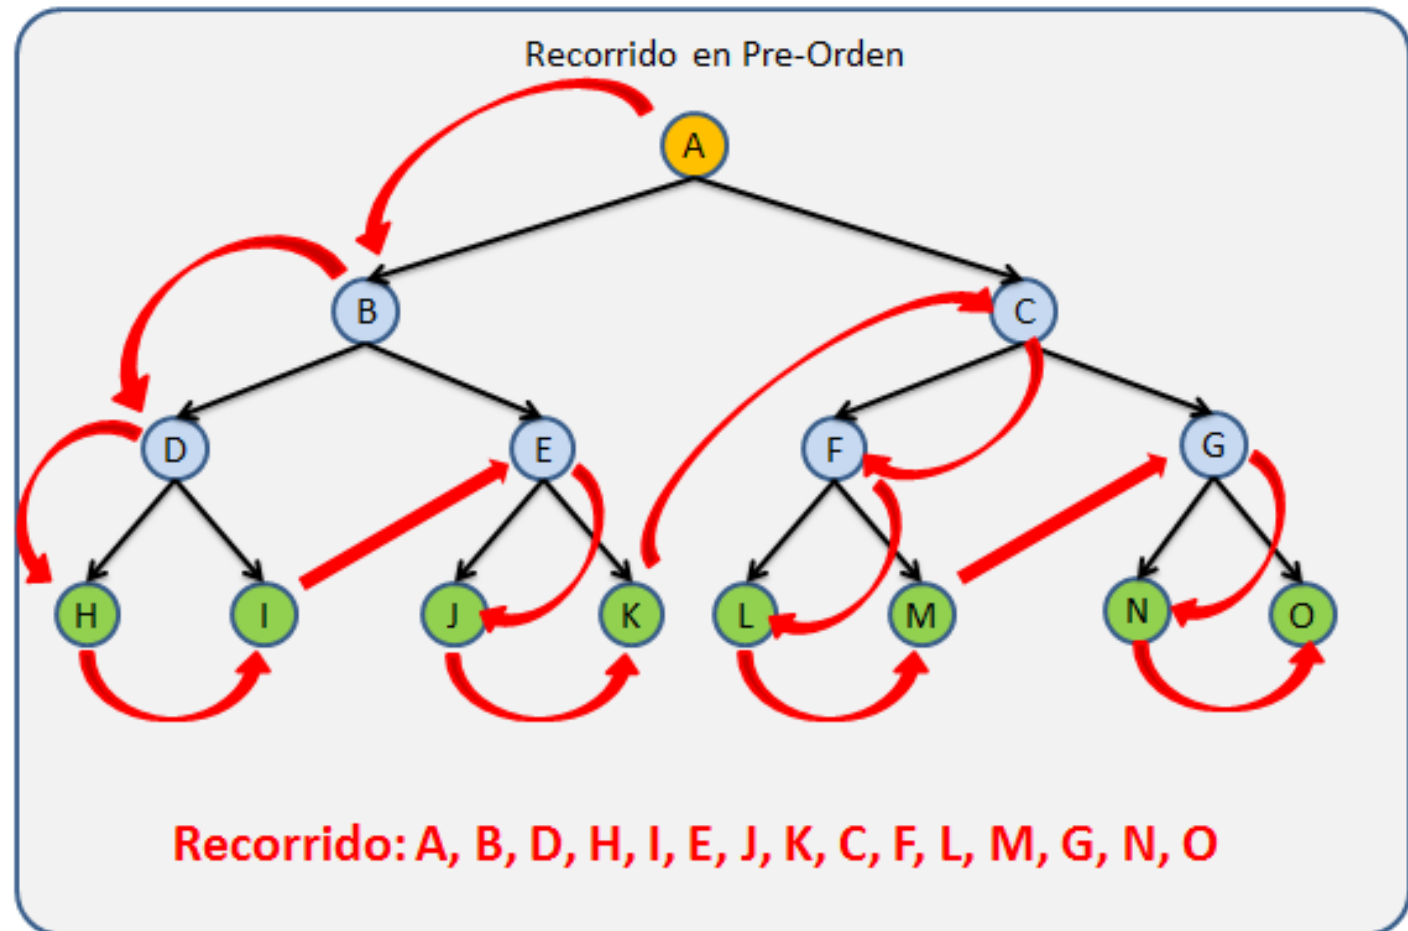 Recorrido en Pre-Orden
A
B C
D E F G
H I J K L M N O
Recorrido: A, B, D, H, I, E, J, K, C, F, L, M, G, N, O